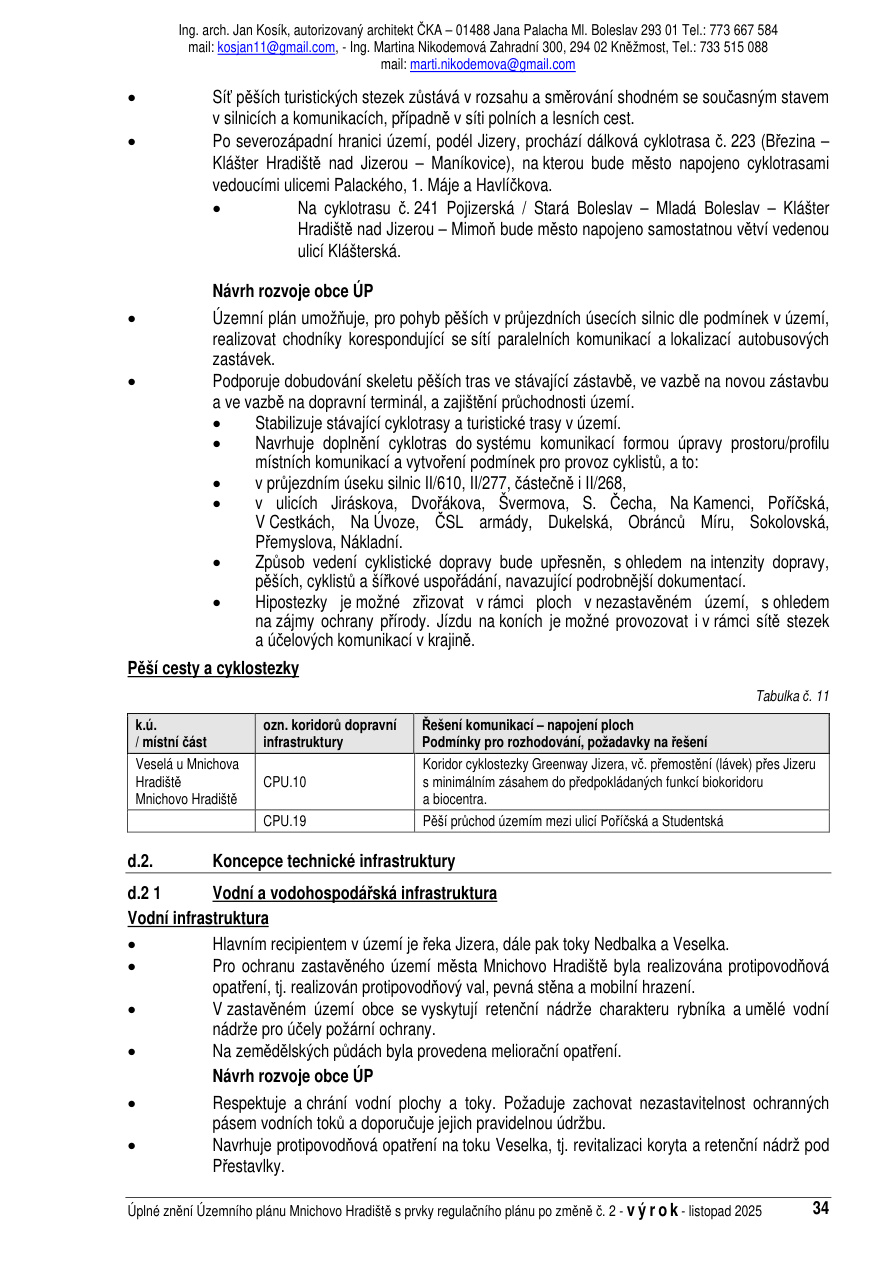 Ing. arch. Jan Kosík, autorizovaný architekt ČKA – 01488 Jana Palacha Ml. Boleslav 293 01 Tel.: 773 667 584
mail: kosjan11@gmail.com, - Ing. Martina Nikodemová Zahradní 300, 294 02 Kněžmost, Tel.: 733 515 088
mail: marti.nikodemova@gmail.com
• Síť pěších turistických stezek zůstává v rozsahu a směrování shodném se současným stavem
v silnicích a komunikacích, případně v síti polních a lesních cest.
• Po severozápadní hranici území, podél Jizery, prochází dálková cyklotrasa č. 223 (Březina –
Klášter Hradiště nad Jizerou – Maníkovice), na kterou bude město napojeno cyklotrasami
vedoucími ulicemi Palackého, 1. Máje a Havlíčkova.
• Na cyklotrasu č. 241 Pojizerská / Stará Boleslav – Mladá Boleslav – Klášter
Hradiště nad Jizerou – Mimoň bude město napojeno samostatnou větví vedenou
ulicí Klášterská.
Návrh rozvoje obce ÚP
• Územní plán umožňuje, pro pohyb pěších v průjezdních úsecích silnic dle podmínek v území,
realizovat chodníky korespondující se sítí paralelních komunikací a lokalizací autobusových
zastávek.
• Podporuje dobudování skeletu pěších tras ve stávající zástavbě, ve vazbě na novou zástavbu
a ve vazbě na dopravní terminál, a zajištění průchodnosti území.
• Stabilizuje stávající cyklotrasy a turistické trasy v území.
• Navrhuje doplnění cyklotras do systému komunikací formou úpravy prostoru/profilu
místních komunikací a vytvoření podmínek pro provoz cyklistů, a to:
• v průjezdním úseku silnic II/610, II/277, částečně i II/268,
• v ulicích Jiráskova, Dvořákova, Švermova, S. Čecha, Na Kamenci, Poříčská,
V Cestkách, Na Úvoze, ČSL armády, Dukelská, Obránců Míru, Sokolovská,
Přemyslova, Nákladní.
• Způsob vedení cyklistické dopravy bude upřesněn, s ohledem na intenzity dopravy,
pěších, cyklistů a šířkové uspořádání, navazující podrobnější dokumentací.
• Hipostezky je možné zřizovat v rámci ploch v nezastavěném území, s ohledem
na zájmy ochrany přírody. Jízdu na koních je možné provozovat i v rámci sítě stezek
a účelových komunikací v krajině.
Pěší cesty a cyklostezky
Tabulka č. 11
k.ú.
/ místní část
ozn. koridorů dopravní
infrastruktury
Řešení komunikací – napojení ploch
Podmínky pro rozhodování, požadavky na řešení
Veselá u Mnichova
Hradiště
Mnichovo Hradiště
CPU.10
Koridor cyklostezky Greenway Jizera, vč. přemostění (lávek) přes Jizeru
s minimálním zásahem do předpokládaných funkcí biokoridoru
a biocentra.
CPU.19
Pěší průchod územím mezi ulicí Poříčská a Studentská
d.2. Koncepce technické infrastruktury
d.2 1 Vodní a vodohospodářská infrastruktura
Vodní infrastruktura
• Hlavním recipientem v území je řeka Jizera, dále pak toky Nedbalka a Veselka.
• Pro ochranu zastavěného území města Mnichovo Hradiště byla realizována protipovodňová
opatření, tj. realizován protipovodňový val, pevná stěna a mobilní hrazení.
• V zastavěném území obce se vyskytují retenční nádrže charakteru rybníka a umělé vodní
nádrže pro účely požární ochrany.
• Na zemědělských půdách byla provedena meliorační opatření.
Návrh rozvoje obce ÚP
• Respektuje a chrání vodní plochy a toky. Požaduje zachovat nezastavitelnost ochranných
pásem vodních toků a doporučuje jejich pravidelnou údržbu.
• Navrhuje protipovodňová opatření na toku Veselka, tj. revitalizaci koryta a retenční nádrž pod
Přestavlky.
Úplné znění Územního plánu Mnichovo Hradiště s prvky regulačního plánu po změně č. 2 - v ý r o k - listopad 2025 34